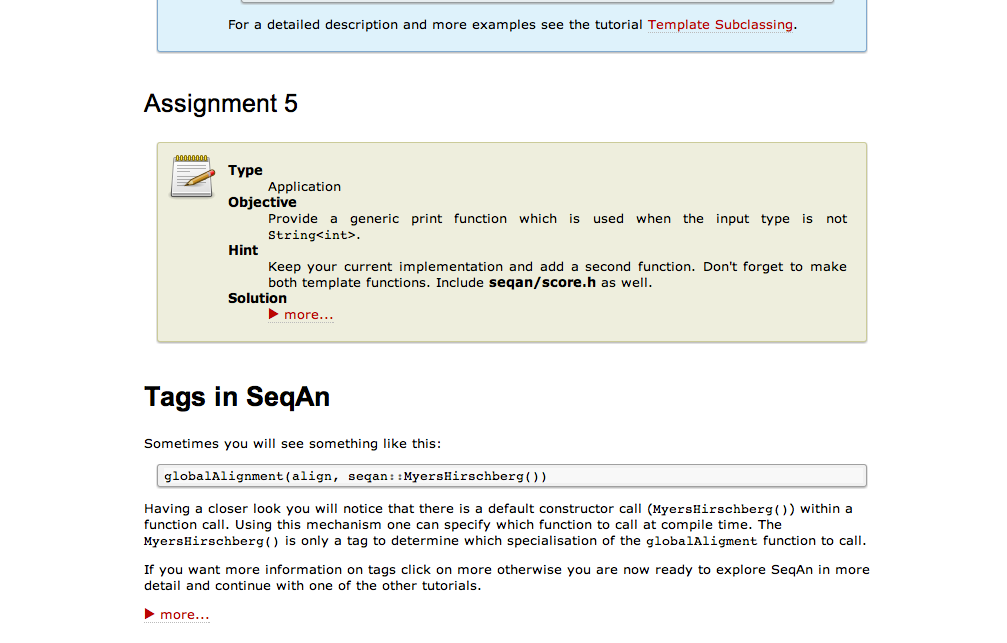 For a detailed description and more examples see the tutorial Template Subclassing.
Assignment 5
Type
Application
Objective
Provide a generic print function which is used when the input type is not
String<int>.
Hint
Keep your current implementation and add a second function. Don't forget to make
both template functions. Include seqan/score.h as well.
Solution
▶ more...
Tags in SeqAn
Sometimes you will see something like this:
globalAlignment(align, seqan::MyersHirschberg())
Having a closer look you will notice that there is a default constructor call (MyersHirschberg()) within a
function call. Using this mechanism one can specify which function to call at compile time. The
MyersHirschberg() is only a tag to determine which specialisation of the globalAligment function to call.
If you want more information on tags click on more otherwise you are now ready to explore SeqAn in more
detail and continue with one of the other tutorials.
▶ more...